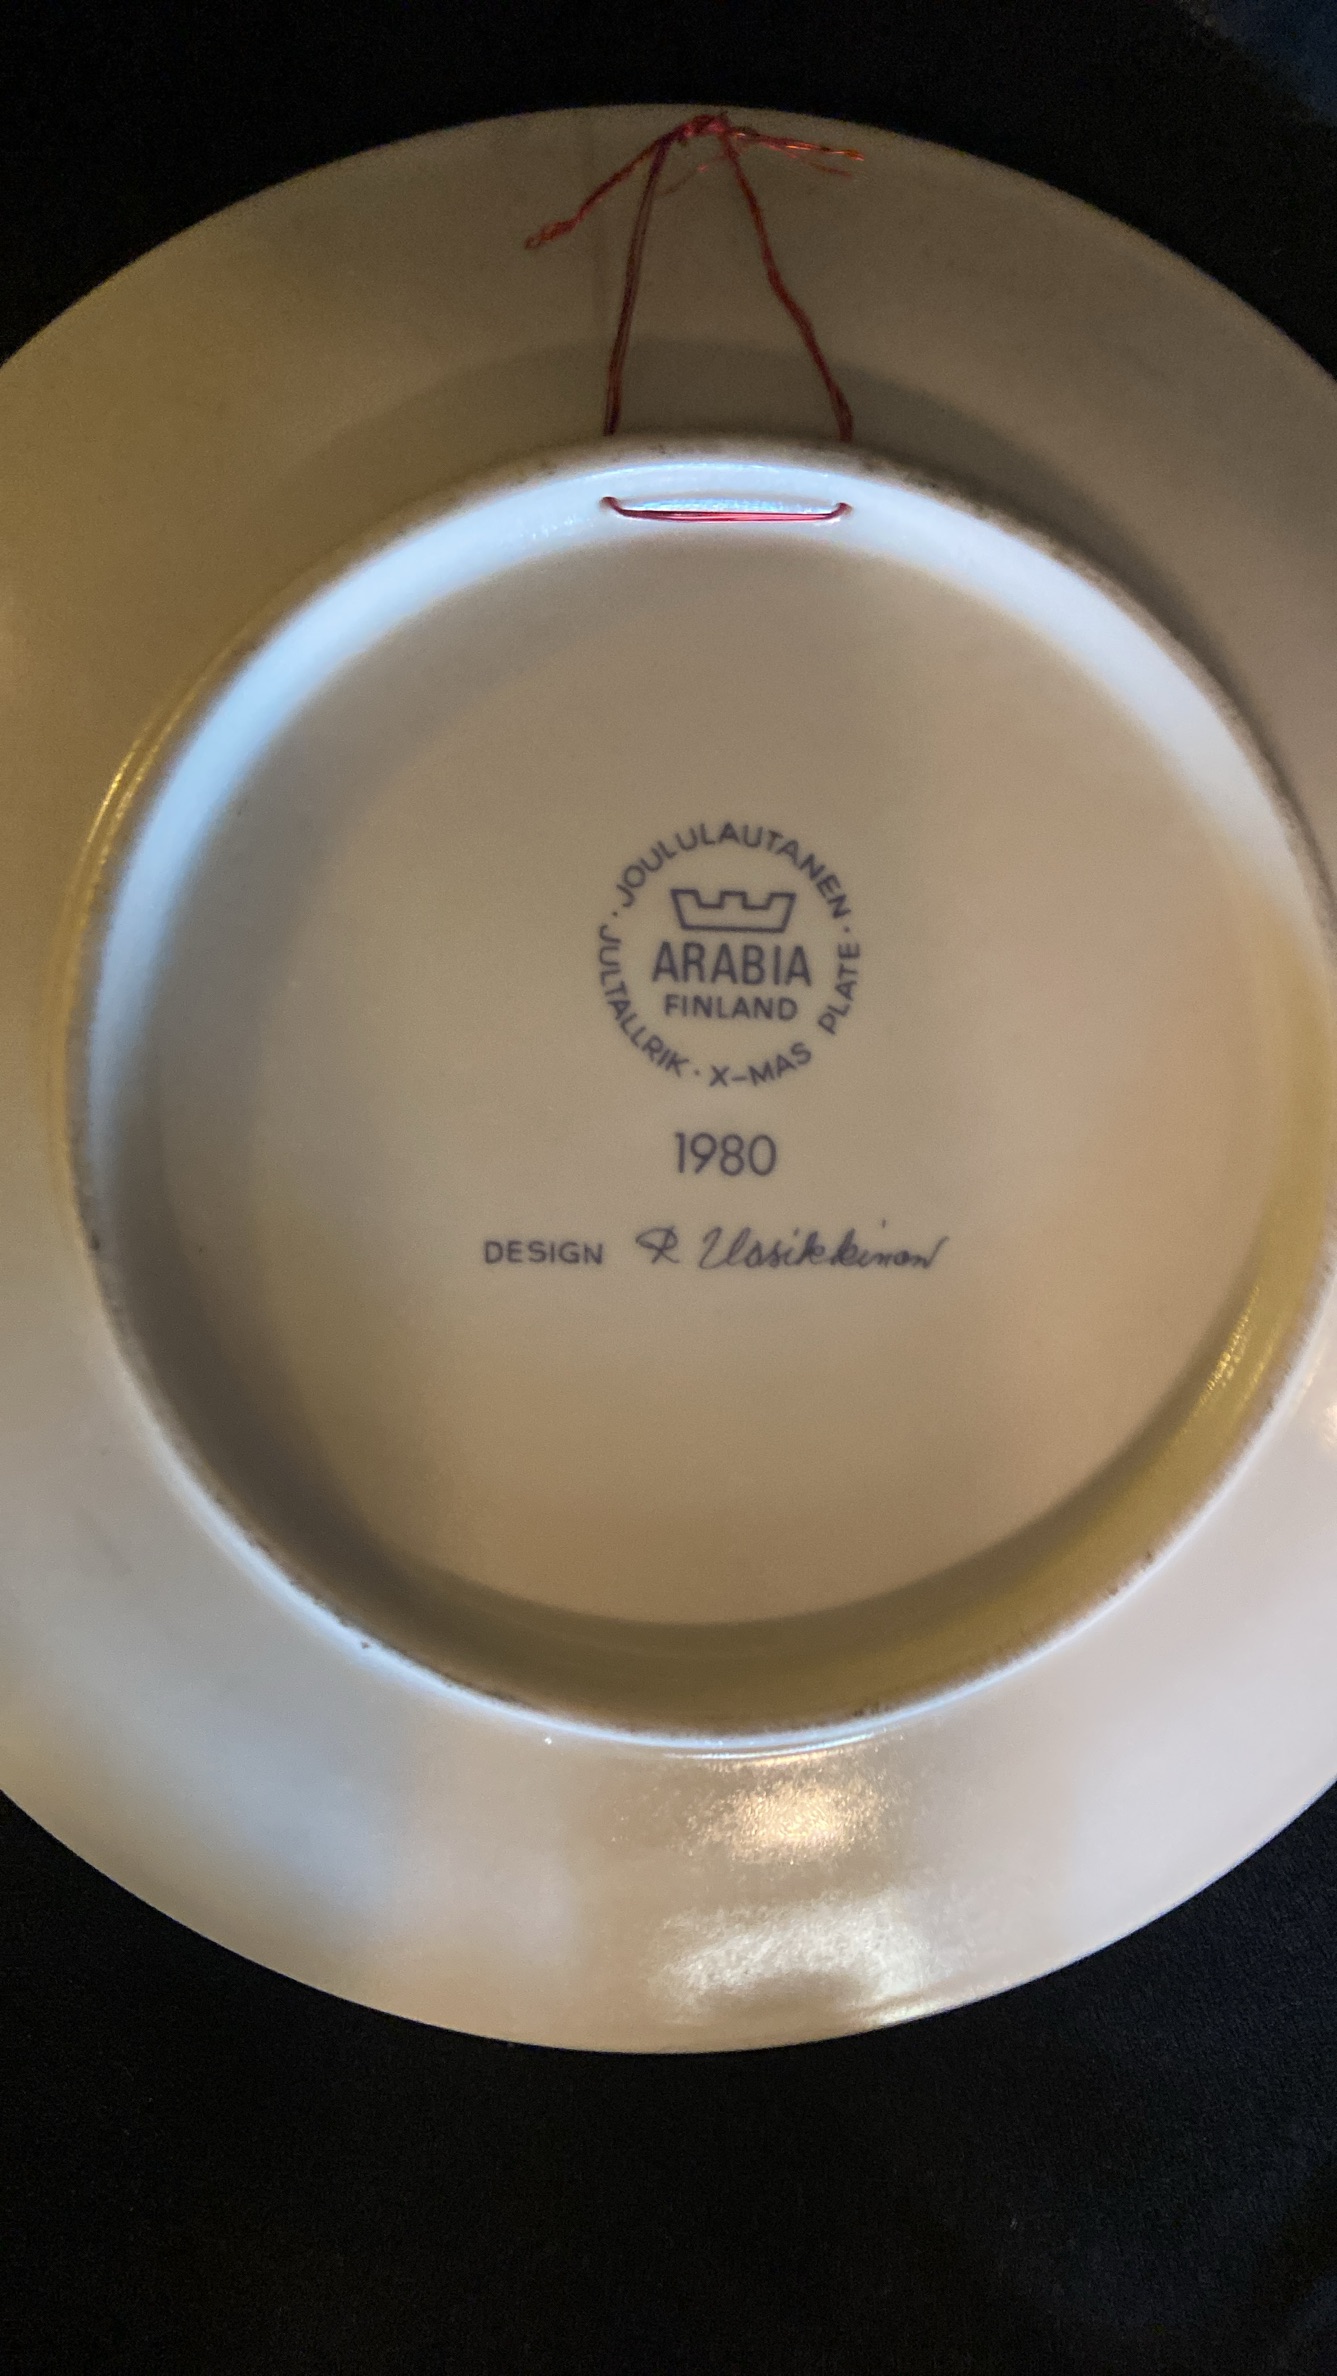 · JOULULAUTANEN · PLATE X-MAS · JULTALLRIK
ARABIA
FINLAND
1980
DESIGN R Uosikkinen